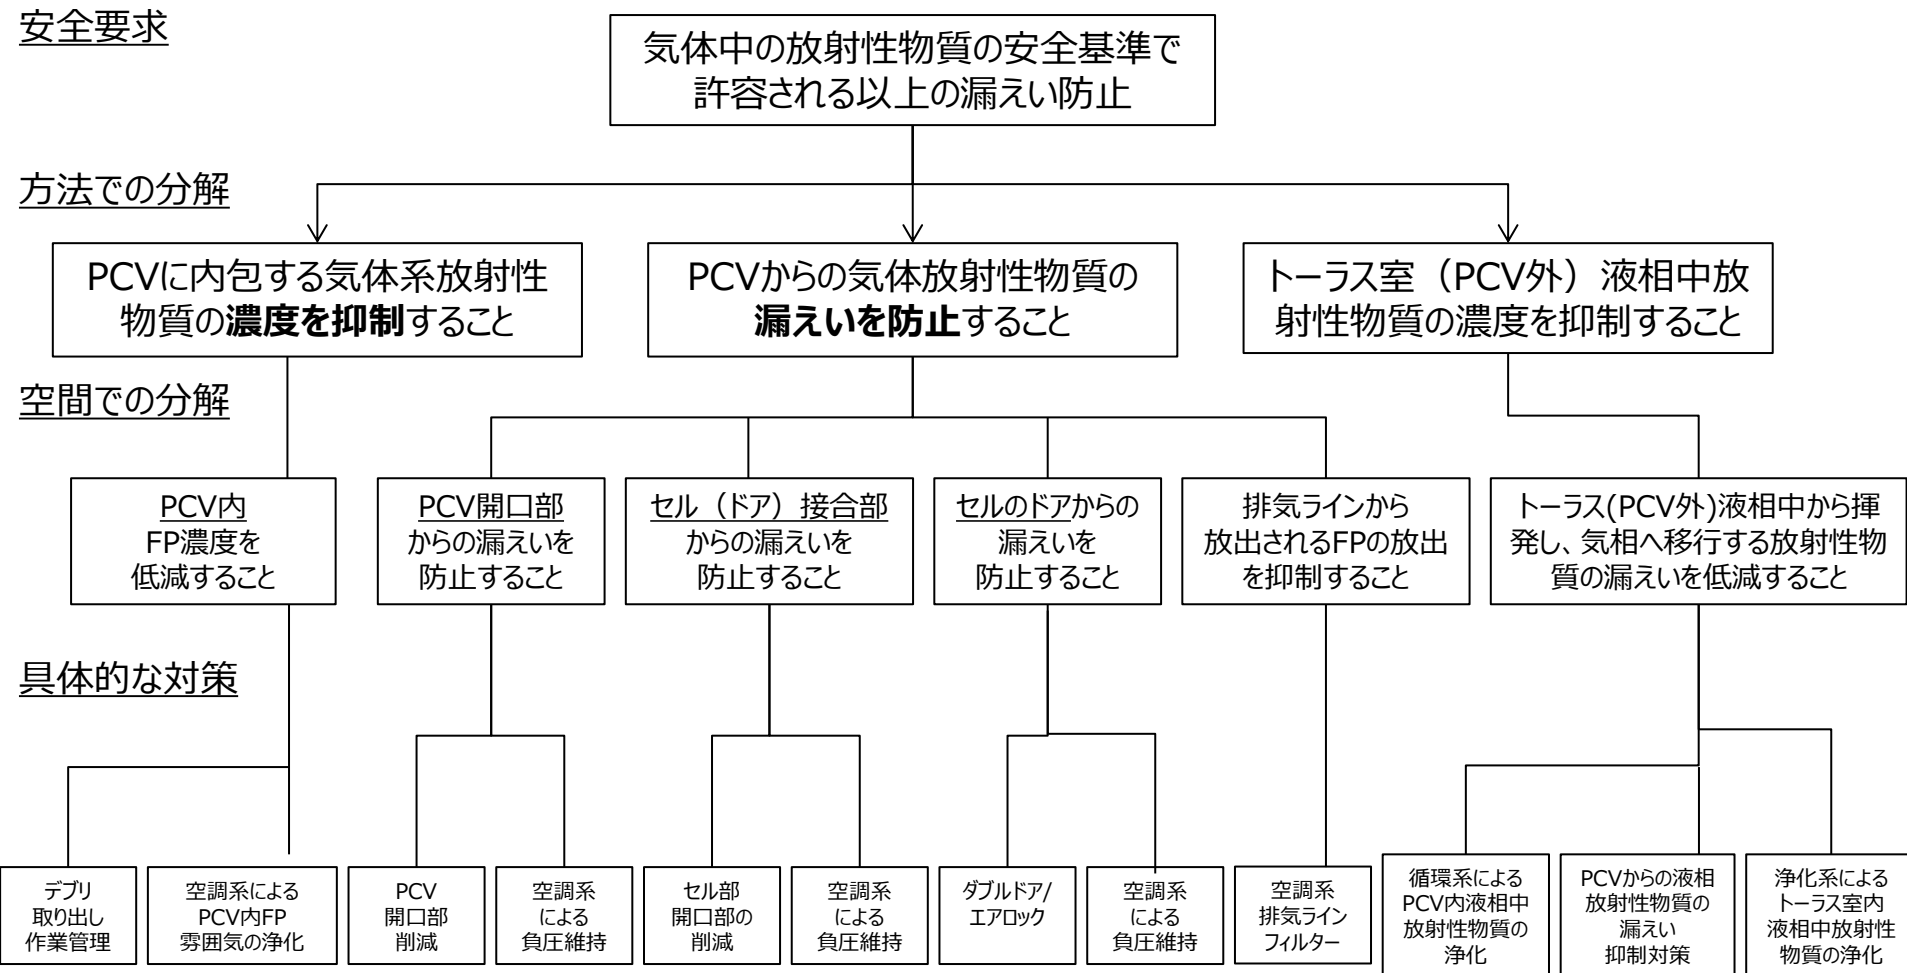 安全要求
気体中の放射性物質の安全基準で
許容される以上の漏えい防止
方法での分解
PCVに内包する気体系放射性
物質の濃度を抑制すること
PCVからの気体放射性物質の
漏えいを防止すること
トーラス室（PCV外）液相中放
射性物質の濃度を抑制すること
空間での分解
PCV内
FP濃度を
低減すること
PCV開口部
からの漏えいを
防止すること
セル（ドア）接合部
からの漏えいを
防止すること
セルのドアからの
漏えいを
防止すること
排気ラインから
放出されるFPの放出
を抑制すること
トーラス(PCV外)液相中から揮
発し、気相へ移行する放射性物
質の漏えいを低減すること
具体的な対策
デブリ
取り出し
作業管理
空調系による
PCV内FP
雰囲気の浄化
PCV
開口部
削減
空調系
による
負圧維持
セル部
開口部の
削減
空調系
による
負圧維持
ダブルドア/
エアロック
空調系
による
負圧維持
空調系
排気ライン
フィルター
循環系による
PCV内液相中
放射性物質の
浄化
PCVからの液相
放射性物質の
漏えい
抑制対策
浄化系による
トーラス室内
液相中放射性
物質の浄化